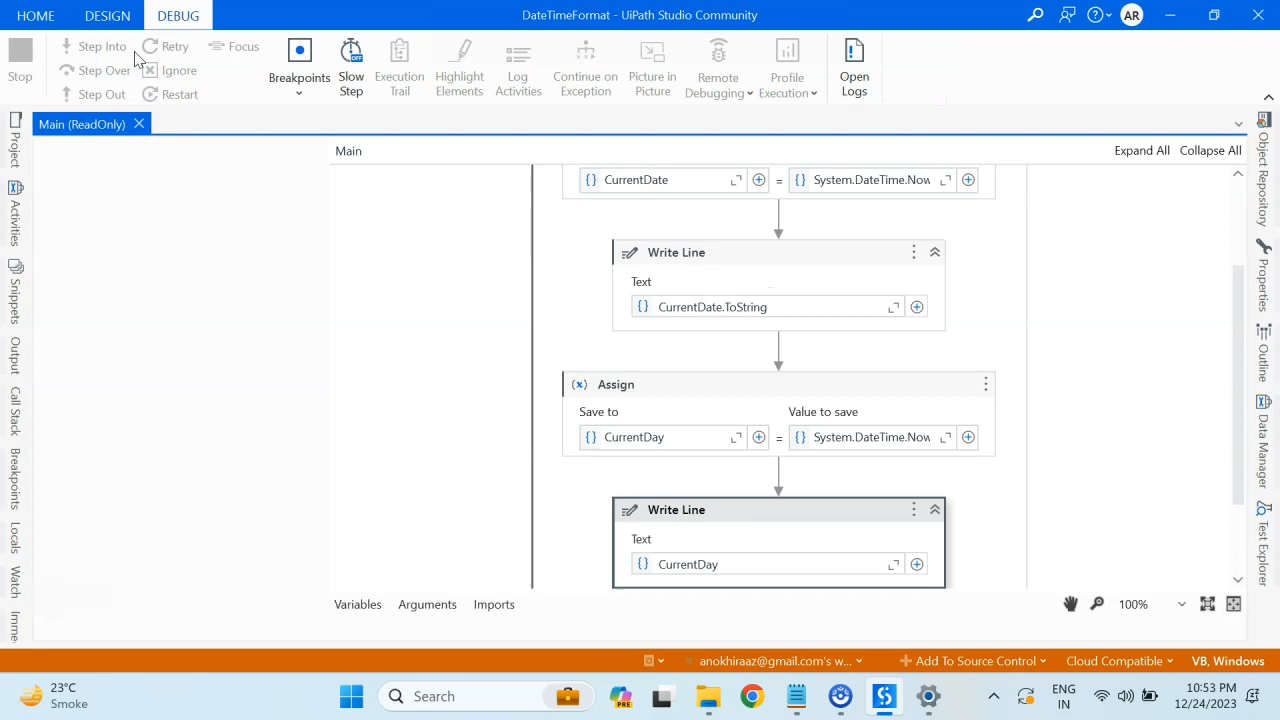 HOME DESIGN DEBUG DateTimeFormat - UiPath Studio Community AR
Step Into Retry Focus
Step Over Ignore
Step Out Restart
Stop
Breakpoints
Slow Step
Execution Trail
Highlight Elements
Log Activities
Continue on Exception
Picture in Picture
Remote Debugging
Profile Execution
Open Logs
Main (ReadOnly)
Main Expand All Collapse All
CurrentDate = System.DateTime.Now
Write Line
Text
CurrentDate.ToString
Assign
Save to Value to save
CurrentDay = System.DateTime.Now
Write Line
Text
CurrentDay
Variables Arguments Imports 100%
Project
Activities
Snippets
Output
Call Stack
Breakpoints
Locals
Watch
Imme
Object Repository
Properties
Outline
Data Manager
Test Explorer
anokhiraaz@gmail.com's w... Add To Source Control Cloud Compatible VB, Windows
23°C
Smoke
Search
PRE
ENG
IN
10:53 PM
12/24/2023